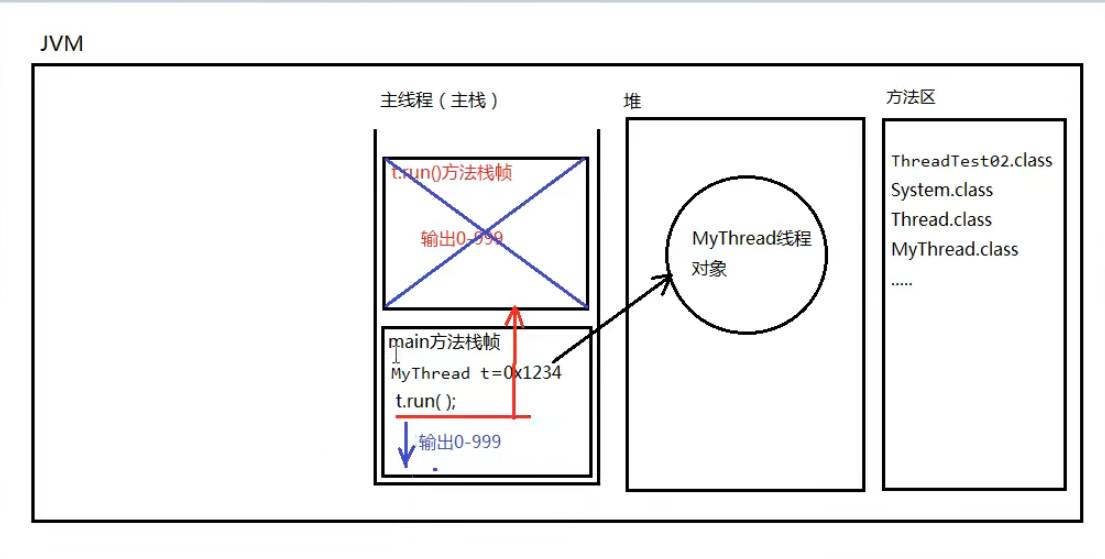 JVM
主线程（主栈）
t.run()方法栈帧
输出0-999
main方法栈帧
MyThread t=0x1234
t.run( );
输出0-999
堆
MyThread线程
对象
方法区
ThreadTest02.class
System.class
Thread.class
MyThread.class
.....